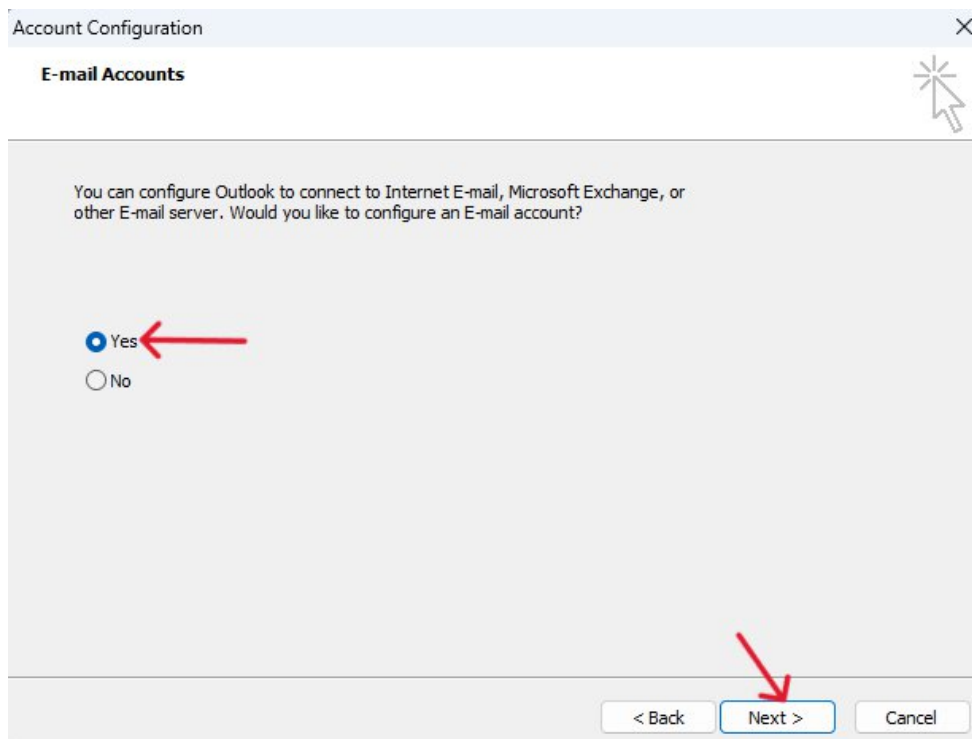 Account Configuration
E-mail Accounts
You can configure Outlook to connect to Internet E-mail, Microsoft Exchange, or
other E-mail server. Would you like to configure an E-mail account?
Yes
No
< Back Next > Cancel